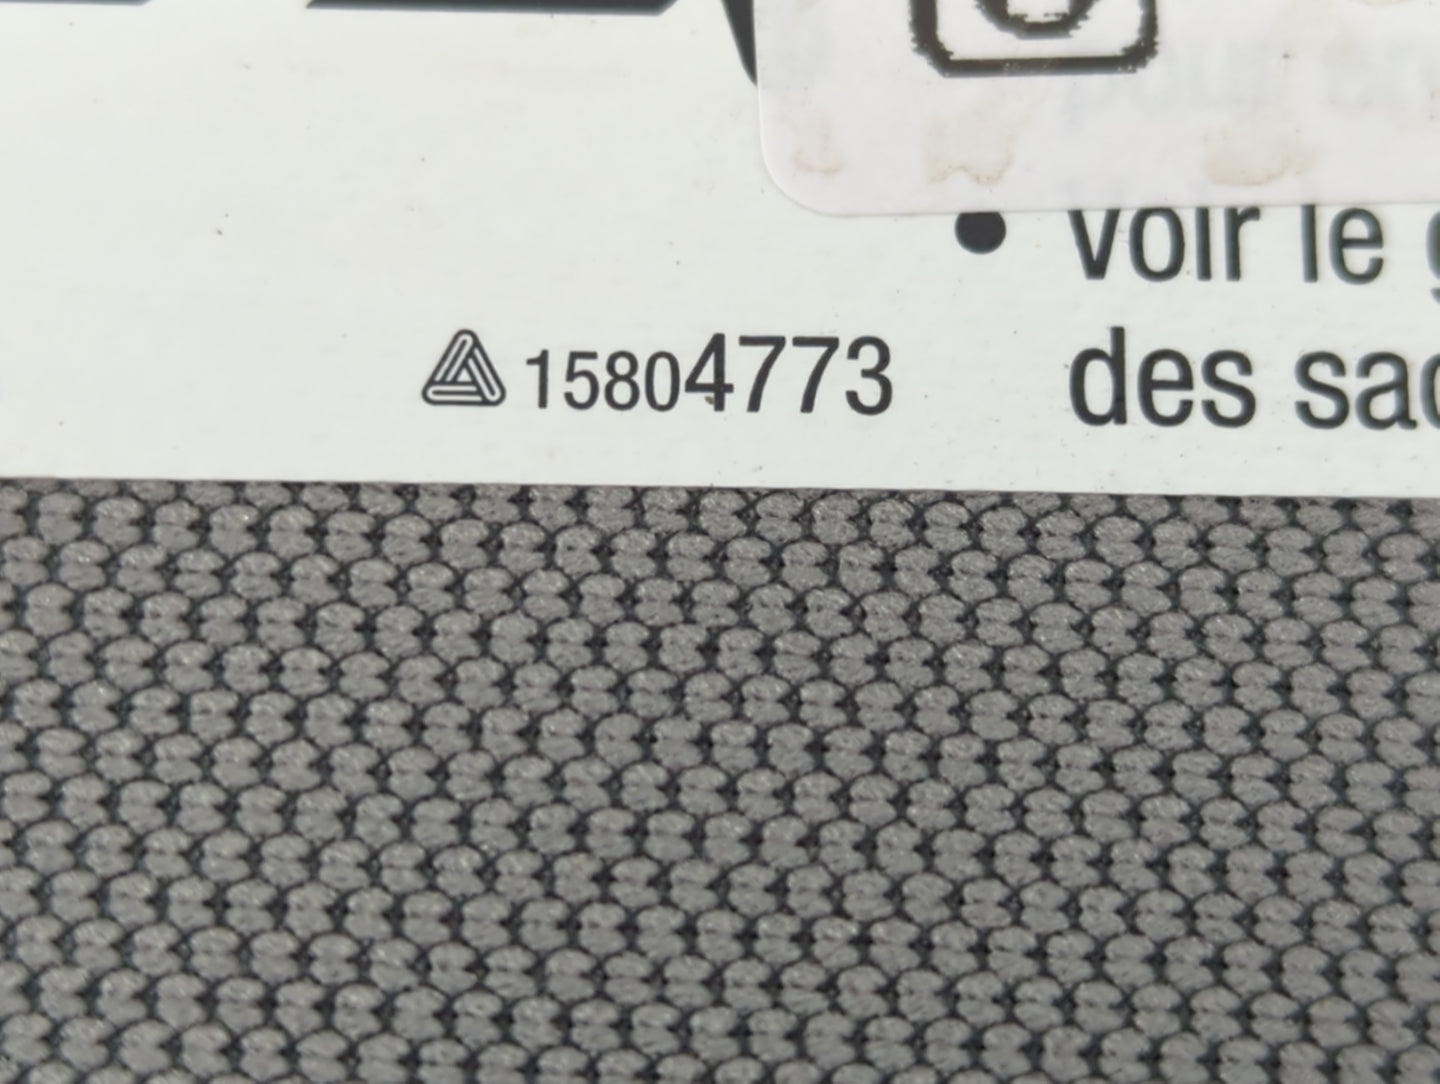 • voir le
15804773
des sac